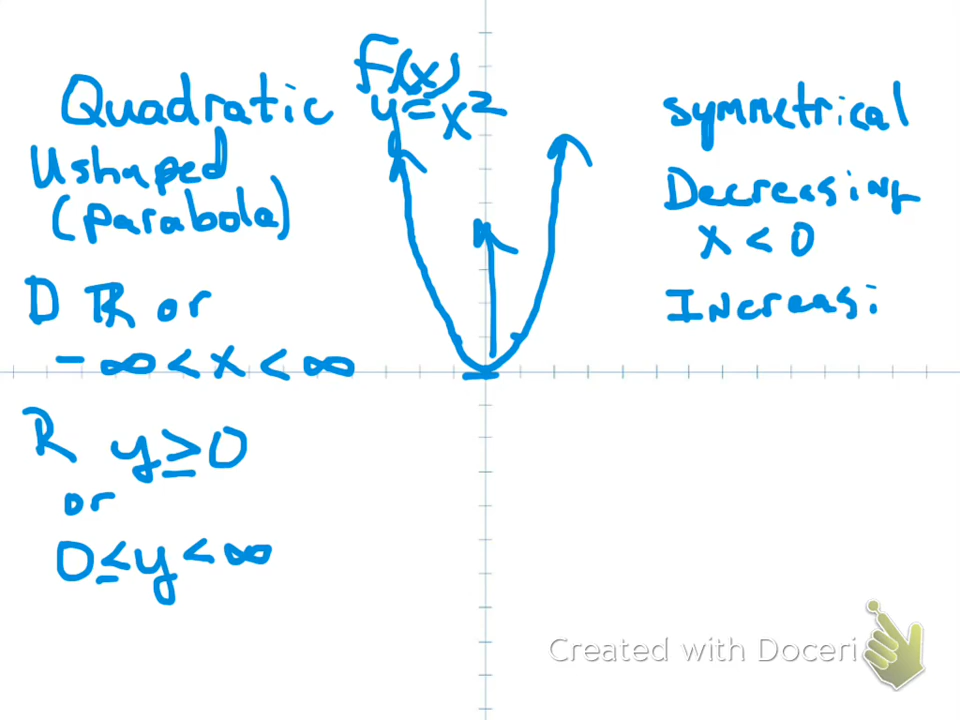 Quadratic
Ushaped
(parabola)
D ℝ or
-∞ < x < ∞
R y ≥ 0
or
0 ≤ y < ∞
F(x)
y = x²
symmetrical
Decreasing
x < 0
Increasi
Created with Doceri